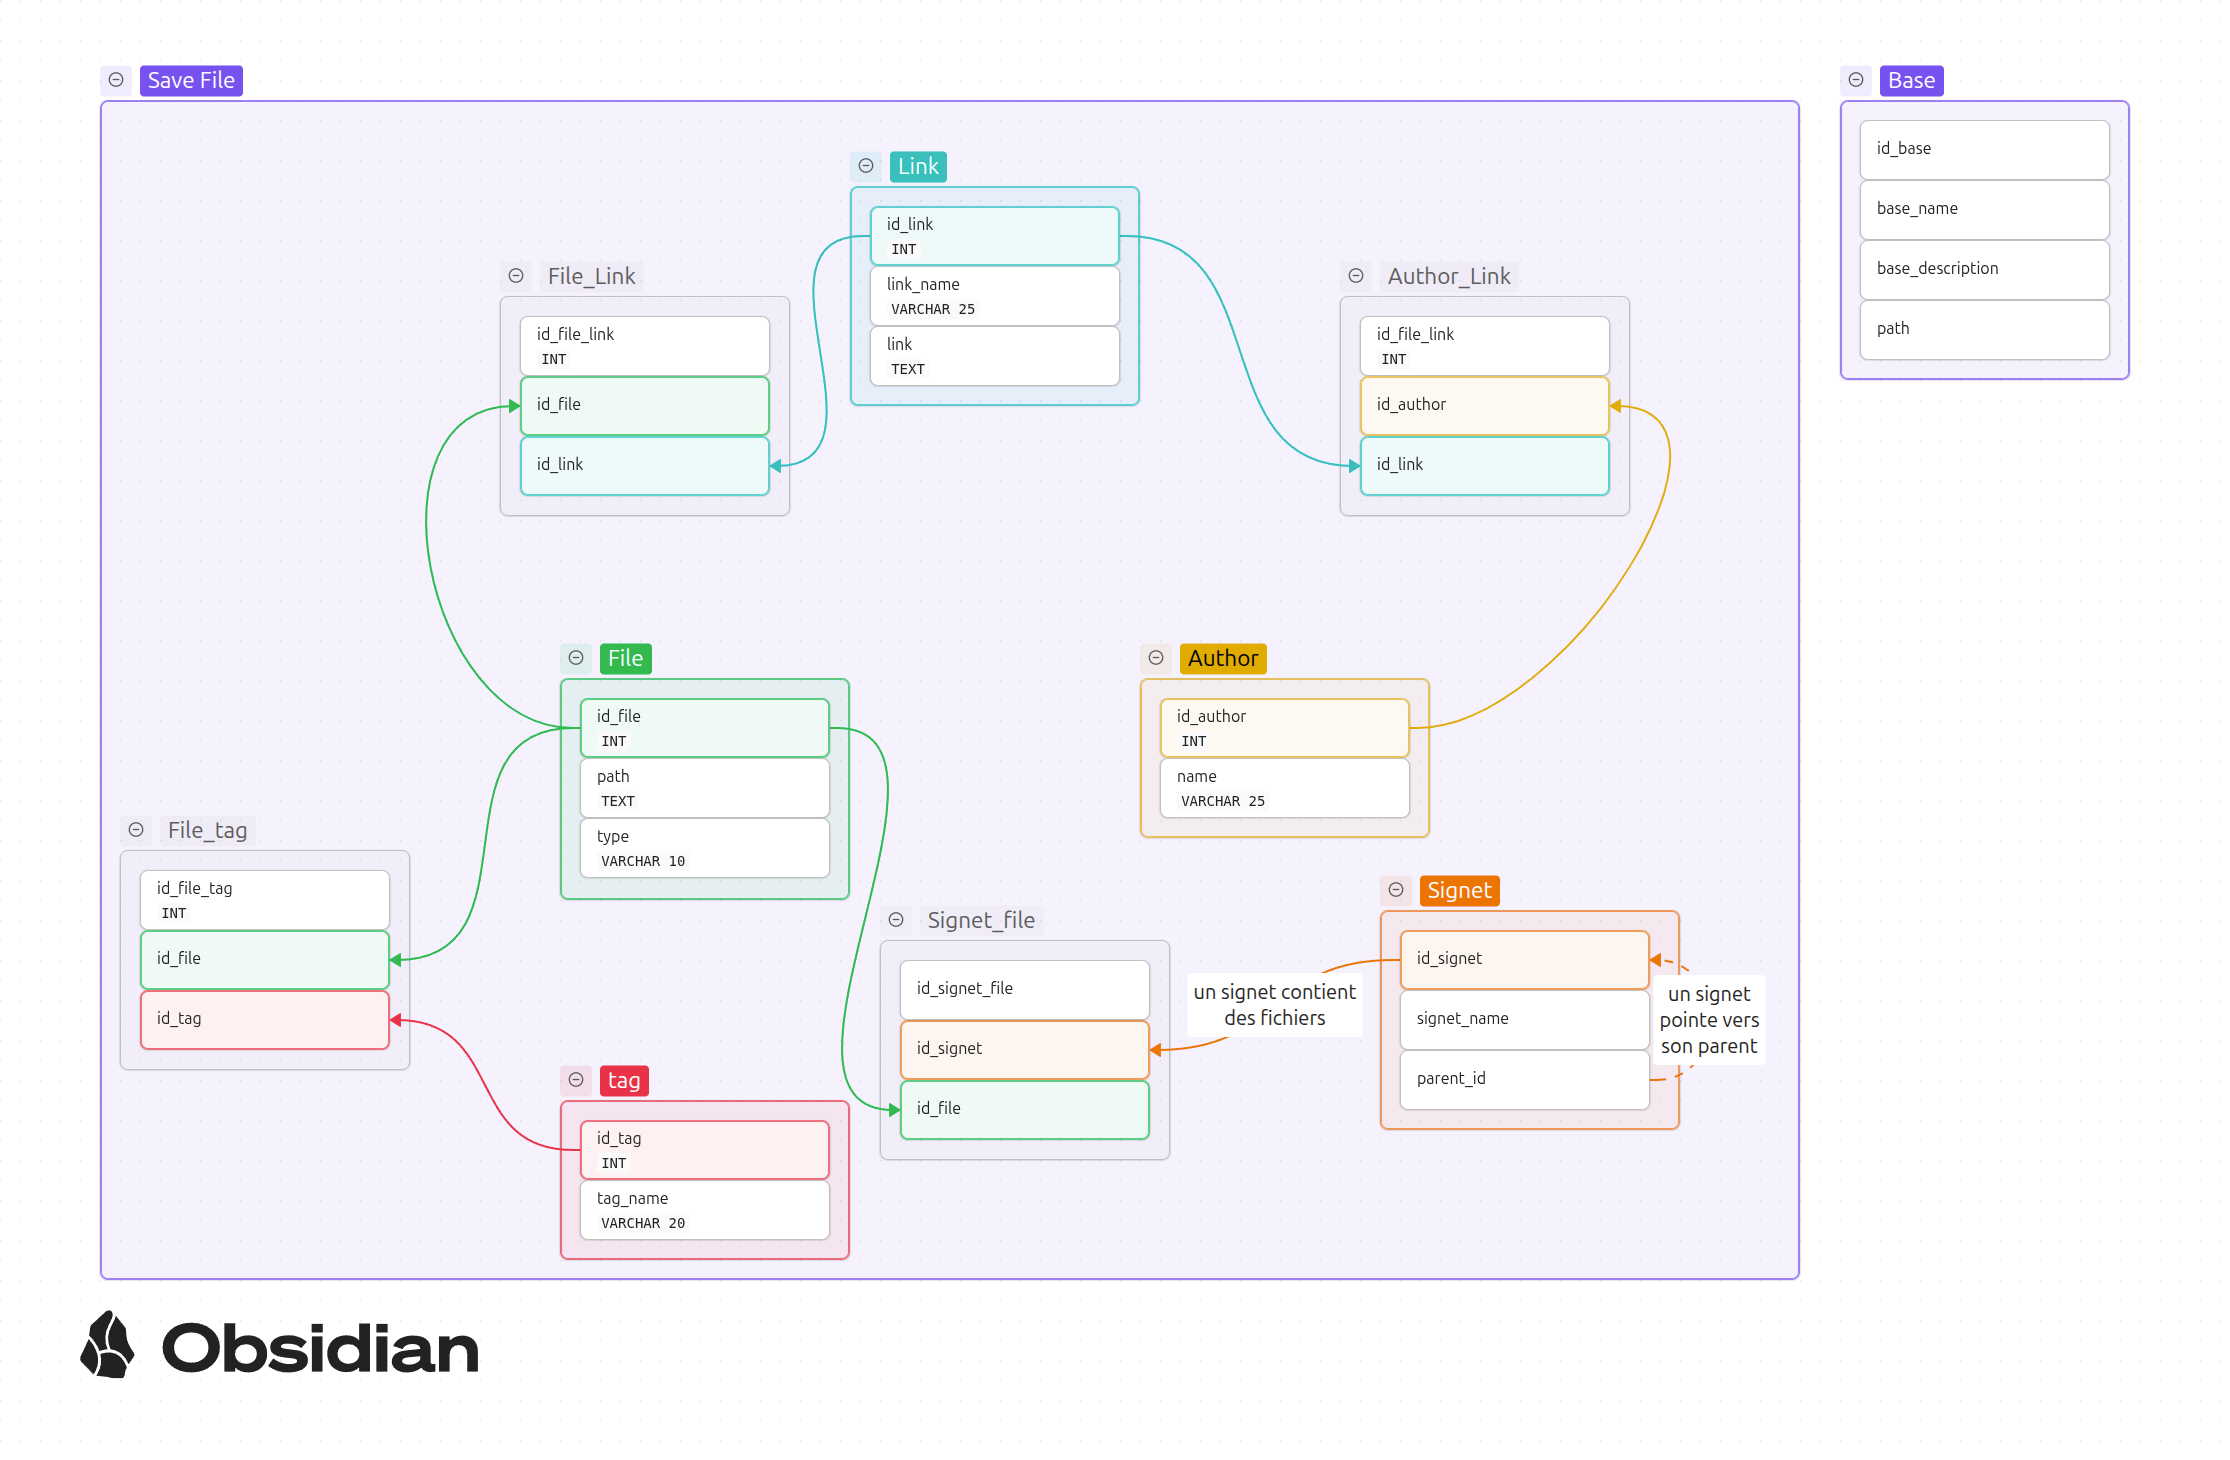 Save File
Base
id_base
base_name
base_description
path
Link
id_link
INT
link_name
VARCHAR 25
link
TEXT
File_Link
id_file_link
INT
id_file
id_link
Author_Link
id_file_link
INT
id_author
id_link
File
id_file
INT
path
TEXT
type
VARCHAR 10
Author
id_author
INT
name
VARCHAR 25
File_tag
id_file_tag
INT
id_file
id_tag
Signet_file
id_signet_file
id_signet
id_file
un signet contient
des fichiers
Signet
id_signet
signet_name
parent_id
un signet
pointe vers
son parent
tag
id_tag
INT
tag_name
VARCHAR 20
Obsidian